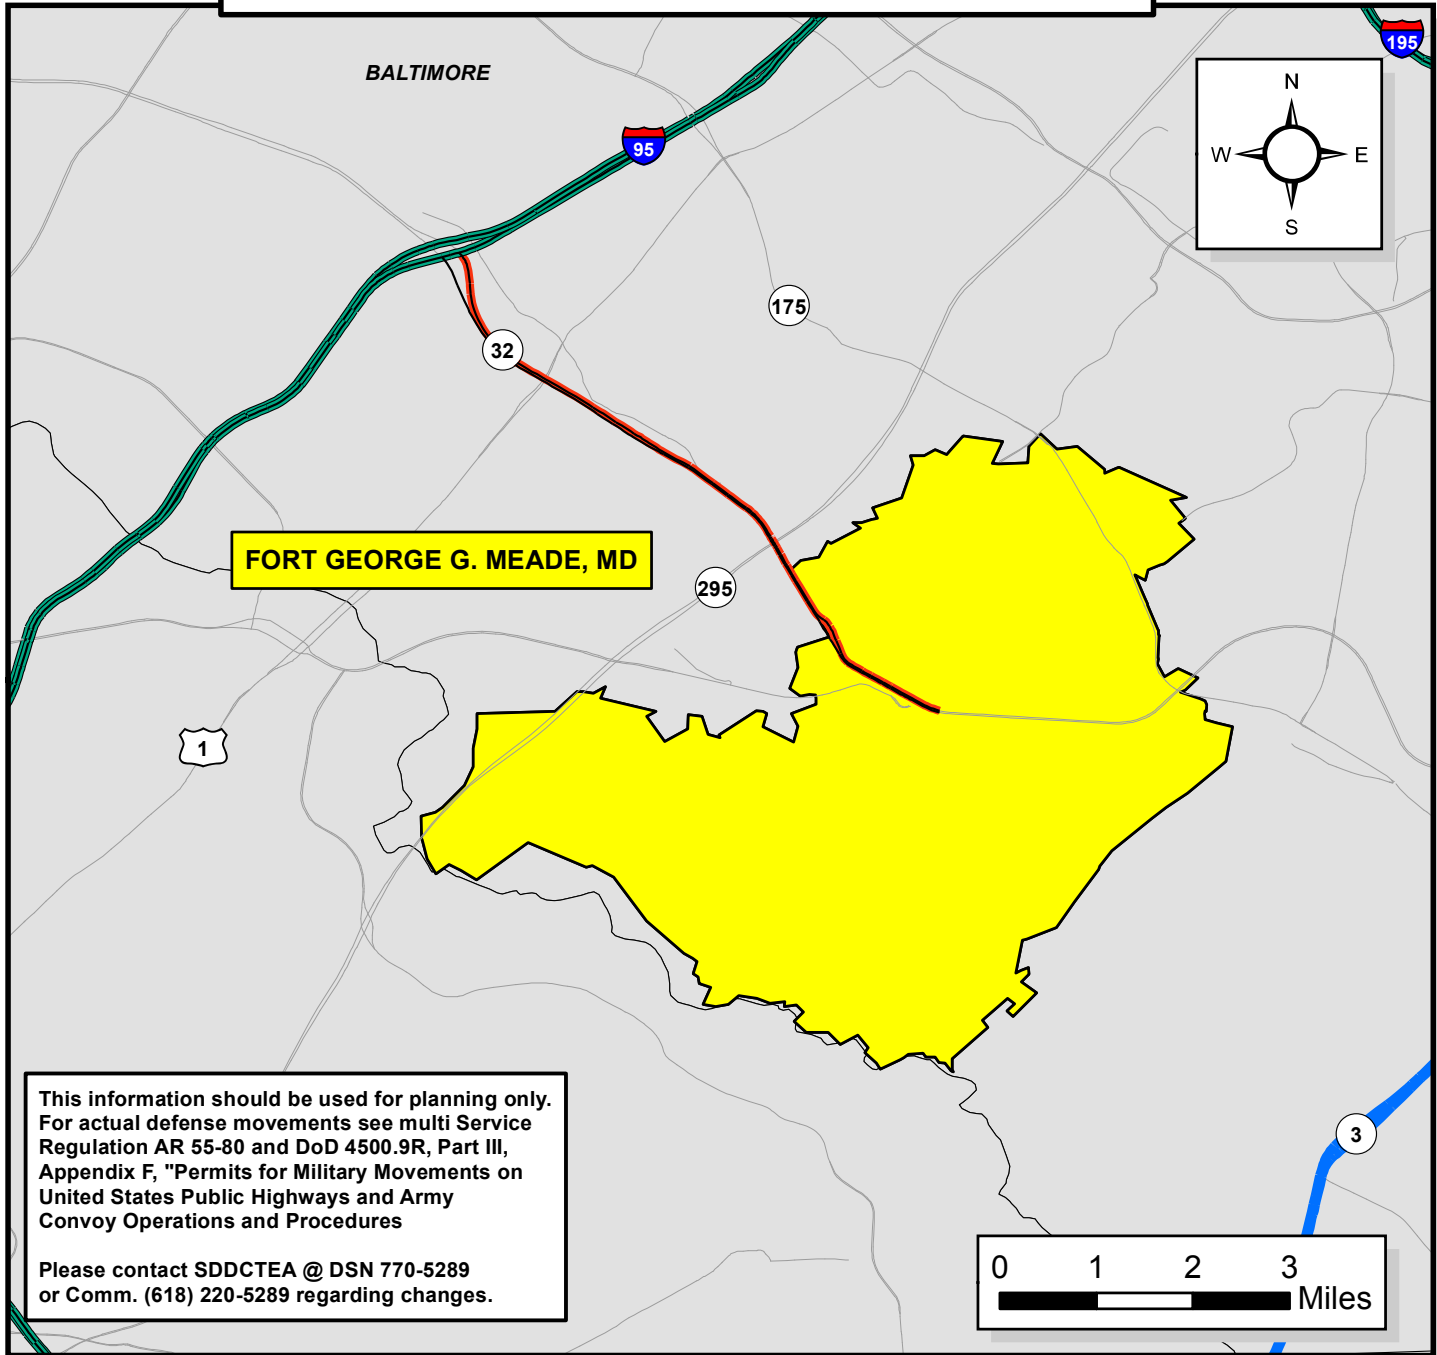 BALTIMORE
195
N
95
W
E
S
175
32
FORT GEORGE G. MEADE, MD
295
1
This information should be used for planning only.
For actual defense movements see multi Service
Regulation AR 55-80 and DoD 4500.9R, Part III,
Appendix F, "Permits for Military Movements on
United States Public Highways and Army
Convoy Operations and Procedures
Please contact SDDCTEA @ DSN 770-5289
or Comm. (618) 220-5289 regarding changes.
3
0 1 2 3
Miles